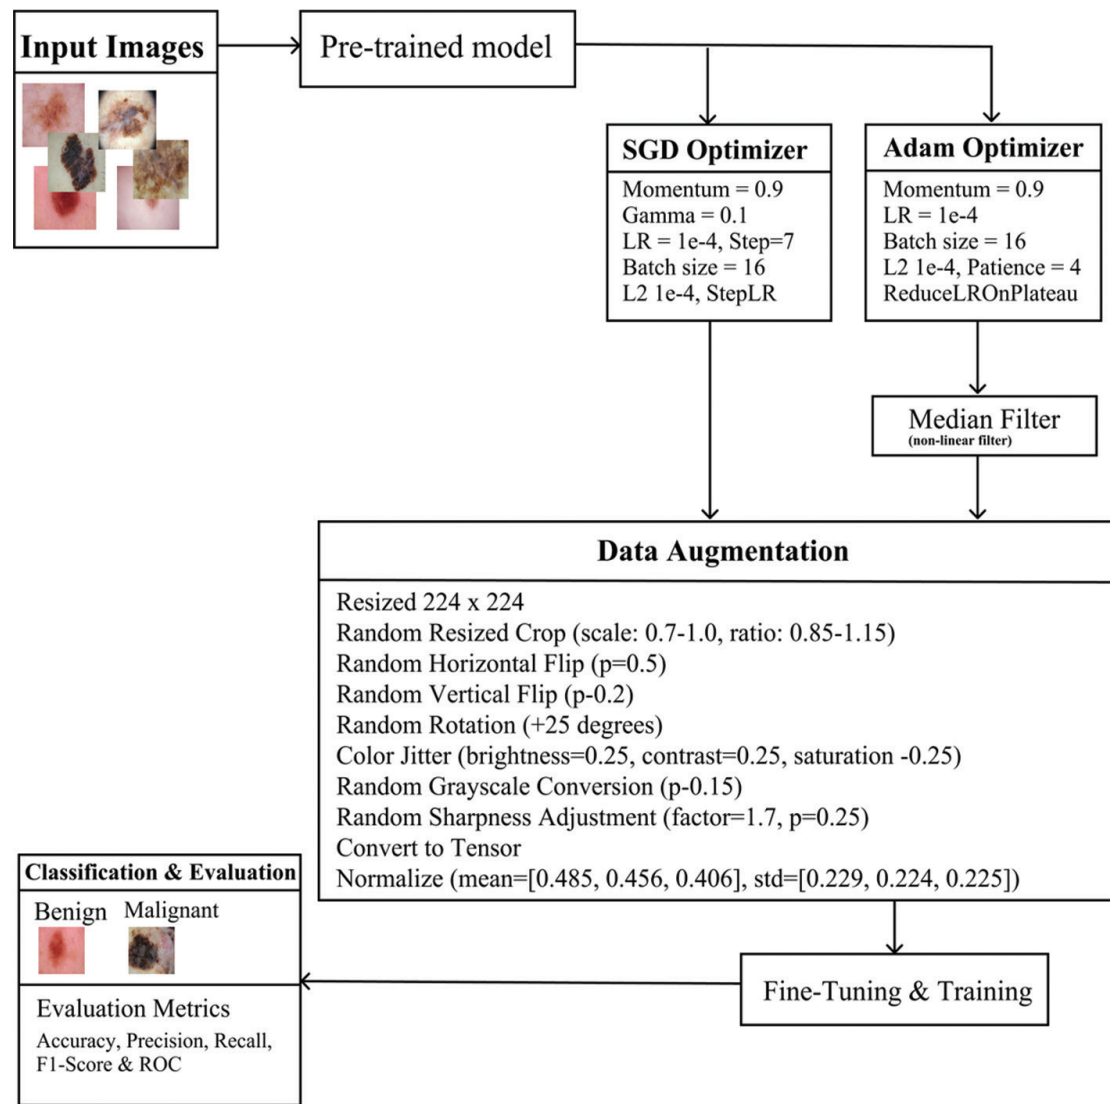 Input Images
Pre-trained model
SGD Optimizer
Momentum = 0.9
Gamma = 0.1
LR = 1e-4, Step=7
Batch size = 16
L2 1e-4, StepLR
Adam Optimizer
Momentum = 0.9
LR = 1e-4
Batch size = 16
L2 1e-4, Patience = 4
ReduceLROnPlateau
Median Filter
(non-linear filter)
Data Augmentation
Resized 224 x 224
Random Resized Crop (scale: 0.7-1.0, ratio: 0.85-1.15)
Random Horizontal Flip (p=0.5)
Random Vertical Flip (p-0.2)
Random Rotation (+25 degrees)
Color Jitter (brightness=0.25, contrast=0.25, saturation -0.25)
Random Grayscale Conversion (p-0.15)
Random Sharpness Adjustment (factor=1.7, p=0.25)
Convert to Tensor
Normalize (mean=[0.485, 0.456, 0.406], std=[0.229, 0.224, 0.225])
Fine-Tuning & Training
Classification & Evaluation
Benign Malignant
Evaluation Metrics
Accuracy, Precision, Recall,
F1-Score & ROC